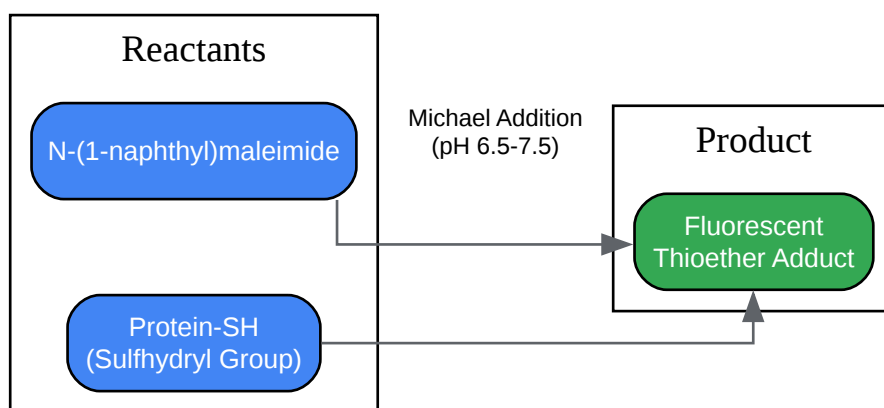 Reactants
N-(1-naphthyl)maleimide
Protein-SH
(Sulfhydryl Group)
Michael Addition
(pH 6.5-7.5)
Product
Fluorescent
Thioether Adduct